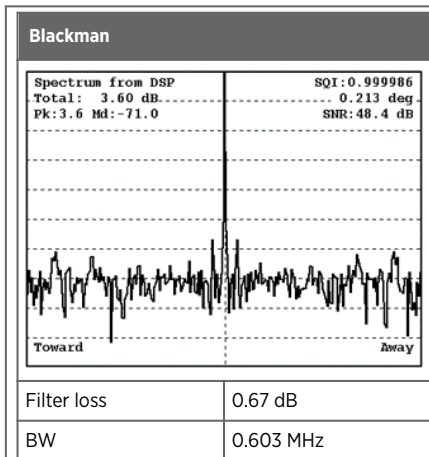 Blackman
Spectrum from DSP SQI:0.999986
Total: 3.60 dB 0.213 deg
Pk:3.6 Md:-71.0 SNR:48.4 dB
Toward Away
Filter loss 0.67 dB
BW 0.603 MHz